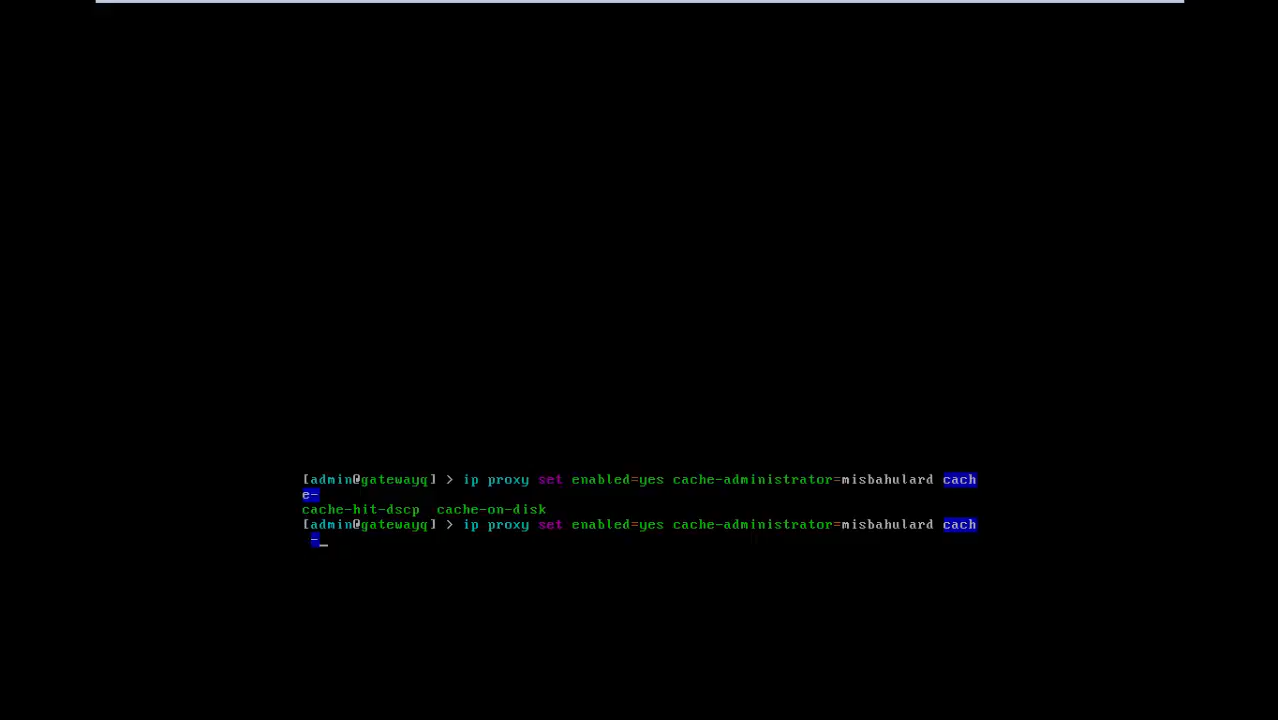 [admin@gatewayq] > ip proxy set enabled=yes cache-administrator=misbahulard cach
e-
cache-hit-dscp  cache-on-disk
[admin@gatewayq] > ip proxy set enabled=yes cache-administrator=misbahulard cach
-_